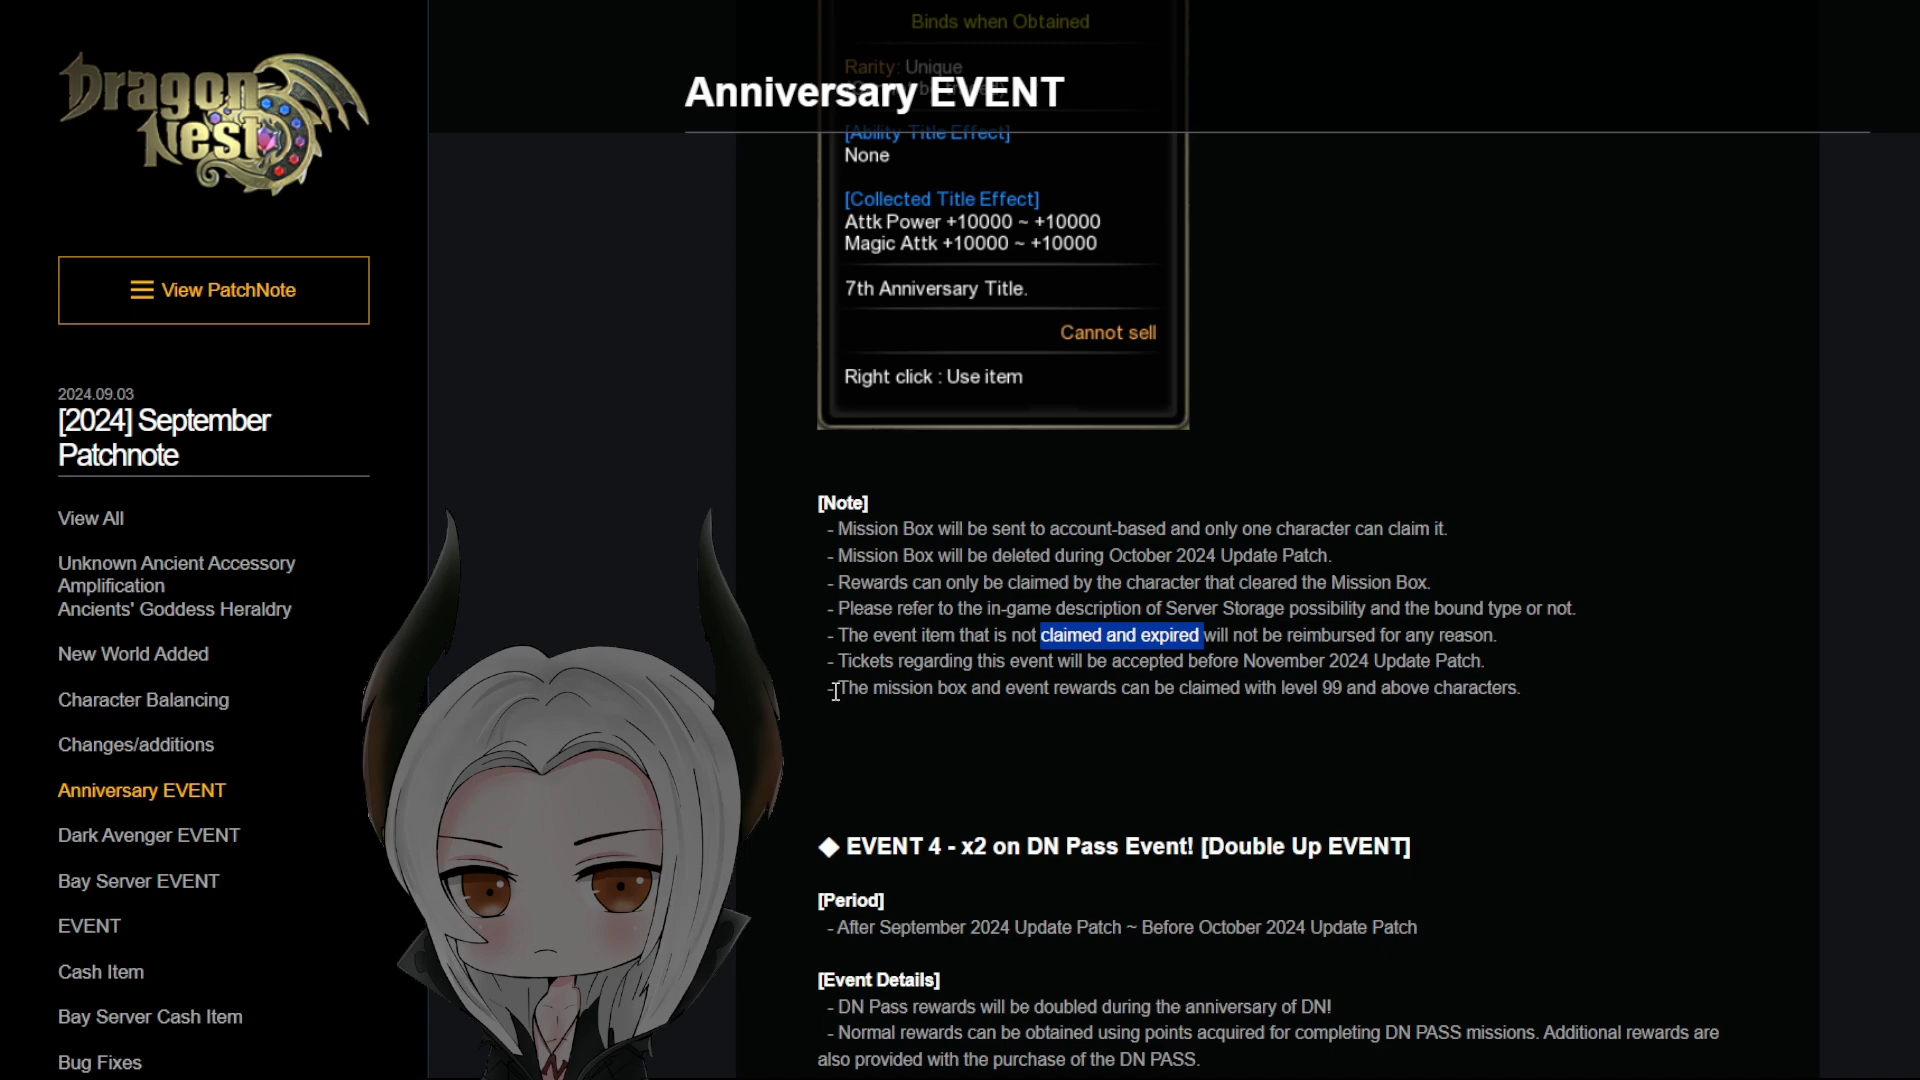 Dragon
Nest
View PatchNote
2024.09.03
[2024] September
Patchnote
View All
Unknown Ancient Accessory
Amplification
Ancients' Goddess Heraldry
New World Added
Character Balancing
Changes/additions
Anniversary EVENT
Dark Avenger EVENT
Bay Server EVENT
EVENT
Cash Item
Bay Server Cash Item
Bug Fixes
Anniversary EVENT
Binds when Obtained
Rarity: Unique
[Ability Title Effect]
None
[Collected Title Effect]
Attk Power +10000 ~ +10000
Magic Attk +10000 ~ +10000
7th Anniversary Title.
Cannot sell
Right click : Use item
[Note]
- Mission Box will be sent to account-based and only one character can claim it.
- Mission Box will be deleted during October 2024 Update Patch.
- Rewards can only be claimed by the character that cleared the Mission Box.
- Please refer to the in-game description of Server Storage possibility and the bound type or not.
- The event item that is not claimed and expired will not be reimbursed for any reason.
- Tickets regarding this event will be accepted before November 2024 Update Patch.
- The mission box and event rewards can be claimed with level 99 and above characters.
◆ EVENT 4 - x2 on DN Pass Event! [Double Up EVENT]
[Period]
- After September 2024 Update Patch ~ Before October 2024 Update Patch
[Event Details]
- DN Pass rewards will be doubled during the anniversary of DN!
- Normal rewards can be obtained using points acquired for completing DN PASS missions. Additional rewards are
also provided with the purchase of the DN PASS.